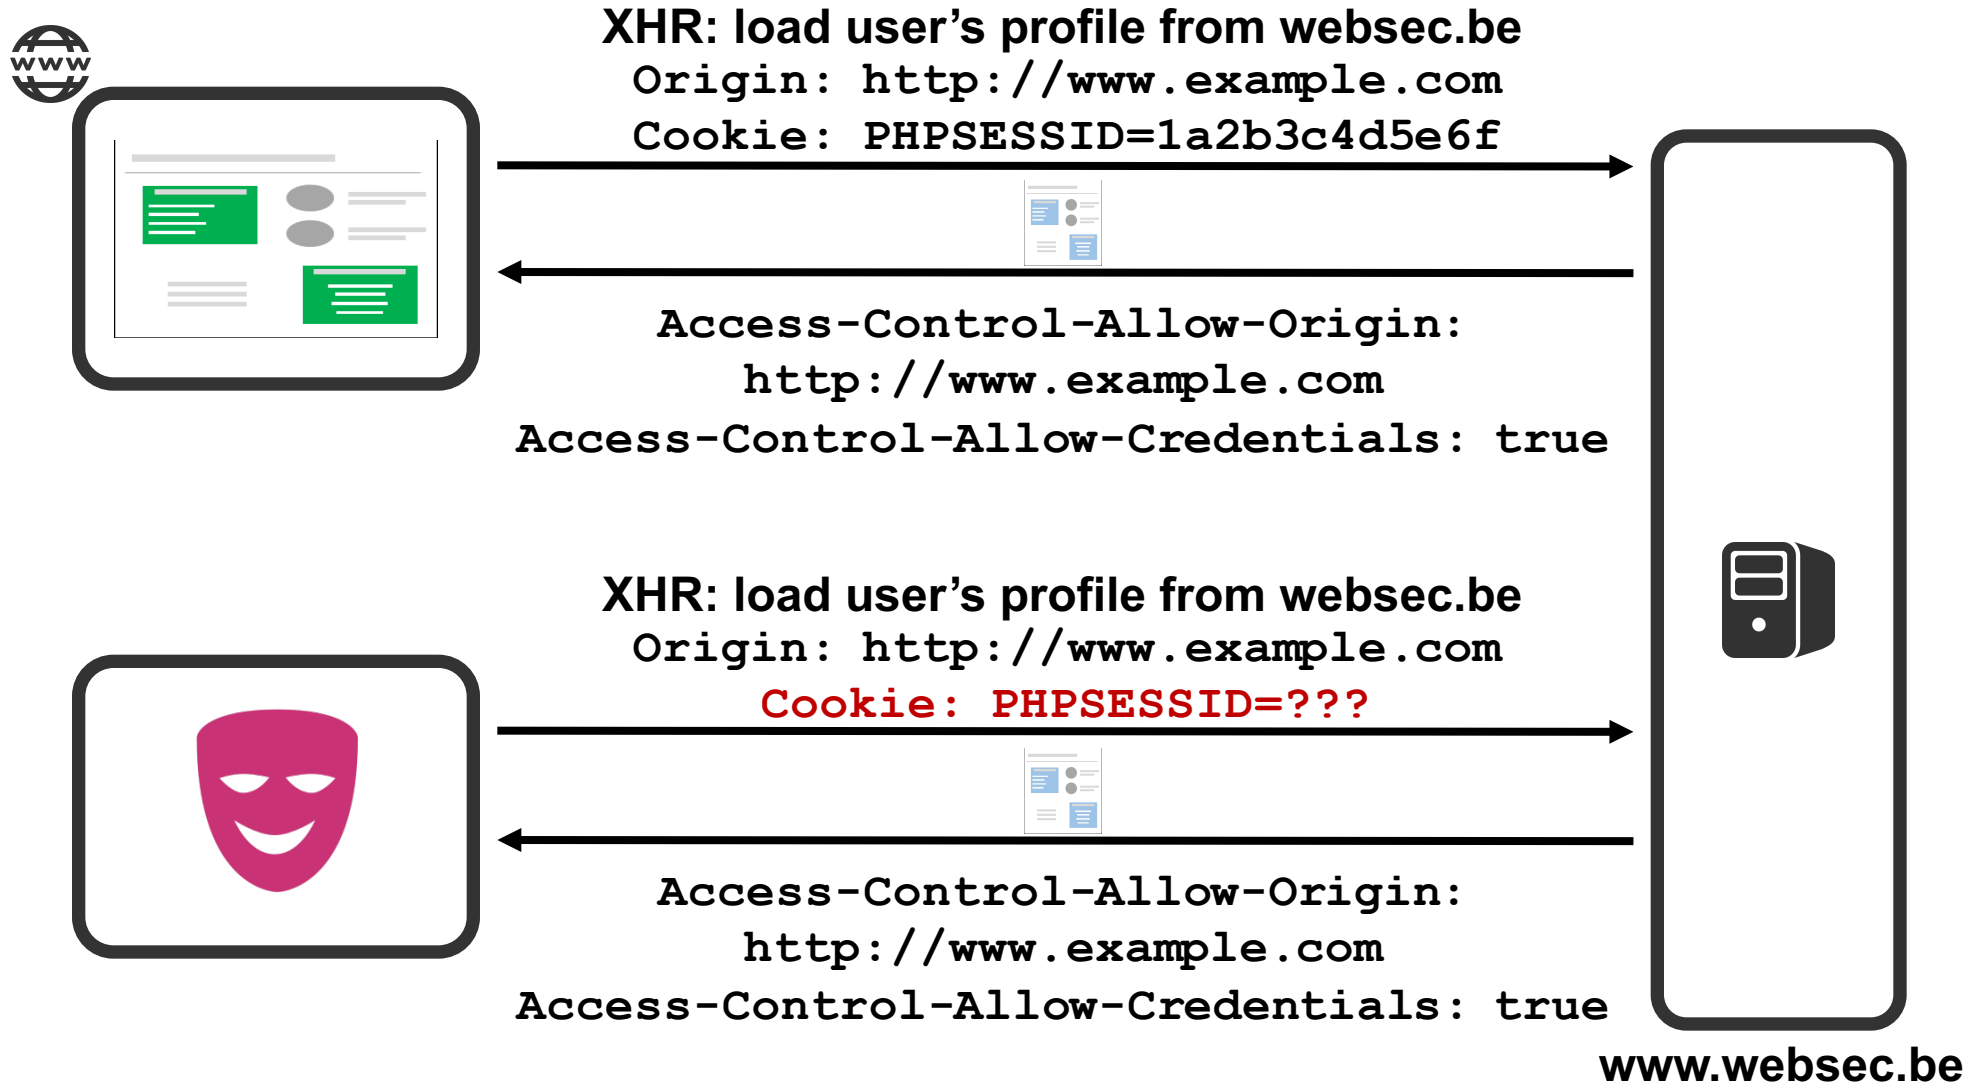 WWW
XHR: load user’s profile from websec.be
Origin: http://www.example.com
Cookie: PHPSESSID=1a2b3c4d5e6f
Access-Control-Allow-Origin:
http://www.example.com
Access-Control-Allow-Credentials: true
XHR: load user’s profile from websec.be
Origin: http://www.example.com
Cookie: PHPSESSID=???
Access-Control-Allow-Origin:
http://www.example.com
Access-Control-Allow-Credentials: true
www.websec.be